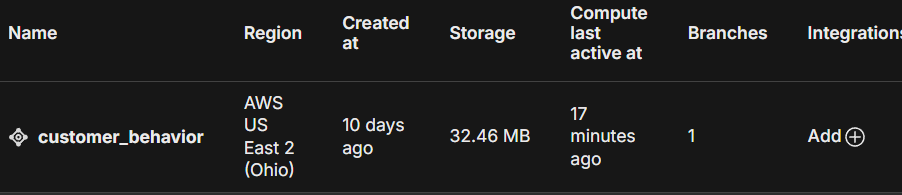 Name
Region
Created
at
Storage
Compute
last
active at
Branches
Integrations
customer_behavior
AWS
US
East 2
(Ohio)
10 days
ago
32.46 MB
17
minutes
ago
1
Add